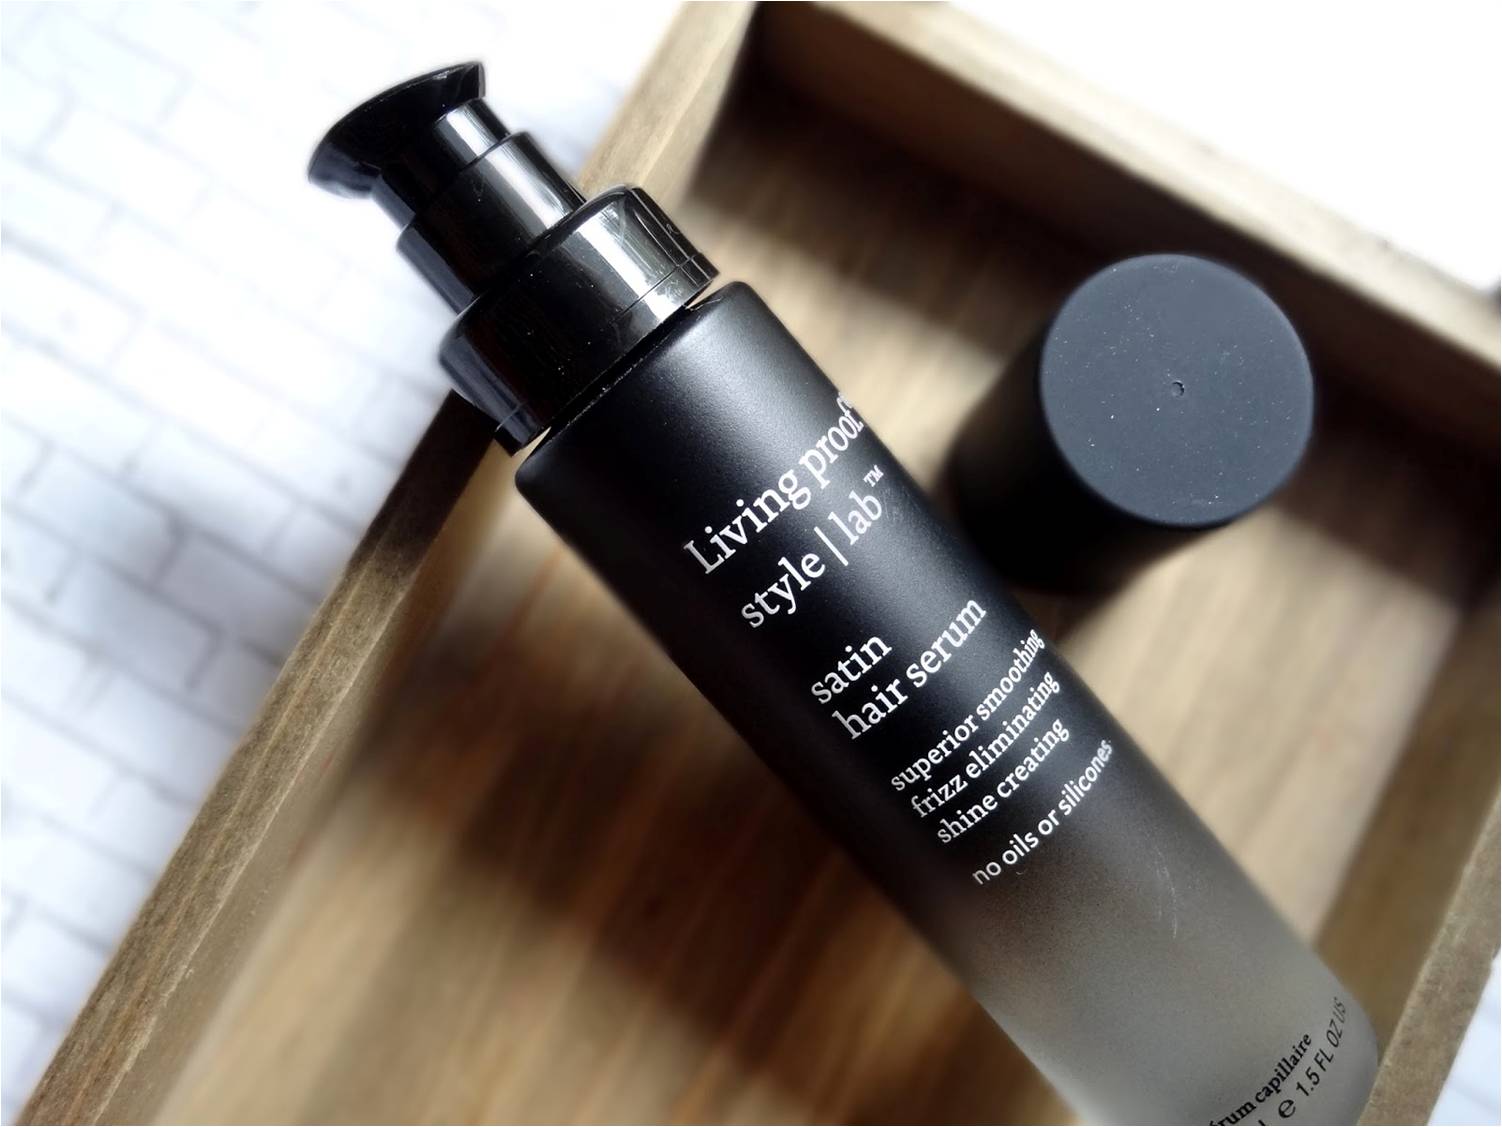 Living proof
style | lab™
satin
hair serum
superior smoothing
frizz eliminating
shine creating
no oils or silicones
capillaire
e 1.5 FL OZ US